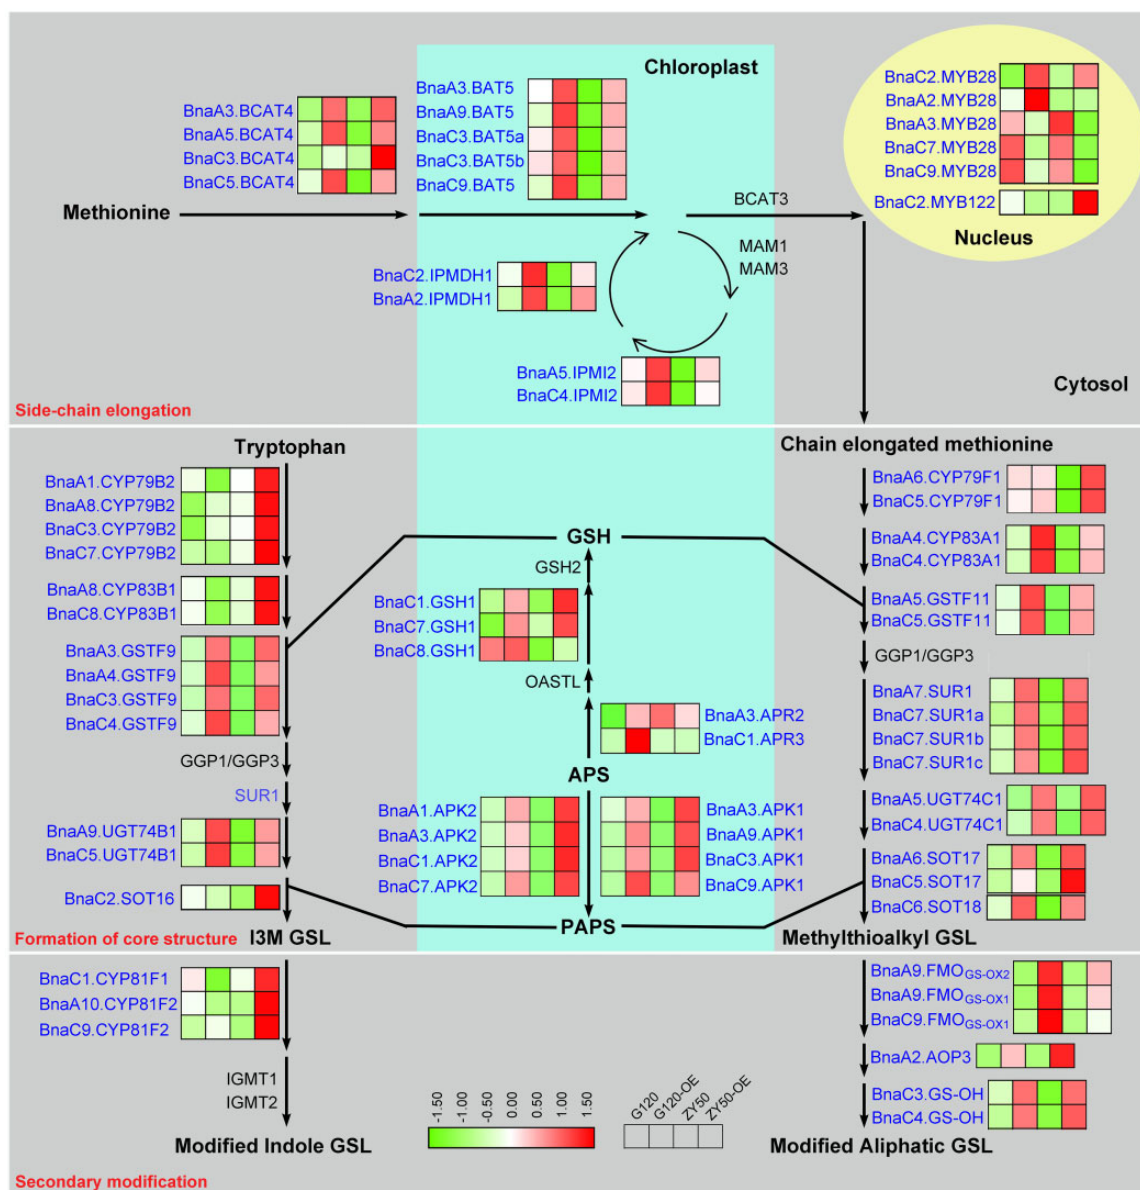 Chloroplast
BnaA3.BCAT4
BnaA5.BCAT4
BnaC3.BCAT4
BnaC5.BCAT4
BnaA3.BAT5
BnaA9.BAT5
BnaC3.BAT5a
BnaC3.BAT5b
BnaC9.BAT5
BnaC2.MYB28
BnaA2.MYB28
BnaA3.MYB28
BnaC7.MYB28
BnaC9.MYB28
BnaC2.MYB122
Nucleus
Methionine
BCAT3
MAM1
MAM3
BnaC2.IPMDH1
BnaA2.IPMDH1
BnaA5.IPMI2
BnaC4.IPMI2
Cytosol
Side-chain elongation
Tryptophan
BnaA1.CYP79B2
BnaA8.CYP79B2
BnaC3.CYP79B2
BnaC7.CYP79B2
BnaA8.CYP83B1
BnaC8.CYP83B1
BnaA3.GSTF9
BnaA4.GSTF9
BnaC3.GSTF9
BnaC4.GSTF9
GGP1/GGP3
SUR1
BnaA9.UGT74B1
BnaC5.UGT74B1
BnaC2.SOT16
Formation of core structure
I3M GSL
GSH
GSH2
BnaC1.GSH1
BnaC7.GSH1
BnaC8.GSH1
OASTL
BnaA3.APR2
BnaC1.APR3
APS
BnaA1.APK2
BnaA3.APK2
BnaC1.APK2
BnaC7.APK2
BnaA3.APK1
BnaA9.APK1
BnaC3.APK1
BnaC9.APK1
PAPS
Chain elongated methionine
BnaA6.CYP79F1
BnaC5.CYP79F1
BnaA4.CYP83A1
BnaC4.CYP83A1
BnaA5.GSTF11
BnaC5.GSTF11
GGP1/GGP3
BnaA7.SUR1
BnaC7.SUR1a
BnaC7.SUR1b
BnaC7.SUR1c
BnaA5.UGT74C1
BnaC4.UGT74C1
BnaA6.SOT17
BnaC5.SOT17
BnaC6.SOT18
Methylthioalkyl GSL
BnaC1.CYP81F1
BnaA10.CYP81F2
BnaC9.CYP81F2
IGMT1
IGMT2
Modified Indole GSL
-1.50
-1.00
-0.50
0.00
0.50
1.00
1.50
G120
G120-OE
ZY50
ZY50-OE
BnaA9.FMOGS-OX2
BnaA9.FMOGS-OX1
BnaC9.FMOGS-OX1
BnaA2.AOP3
BnaC3.GS-OH
BnaC4.GS-OH
Modified Aliphatic GSL
Secondary modification